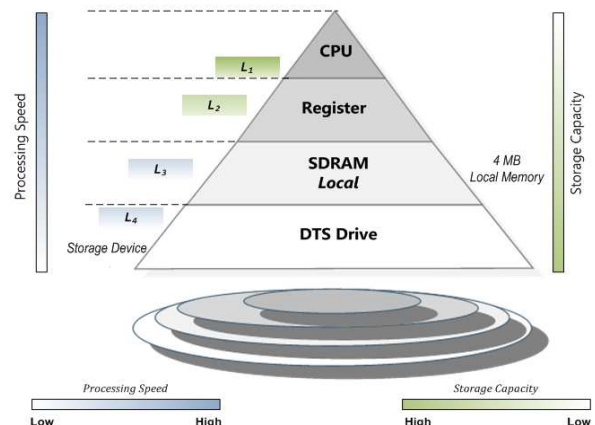 CPU
L1
Register
L2
SDRAM
Local
L3
4 MB
Local Memory
L4
DTS Drive
Storage Device
Processing Speed
Storage Capacity
Processing Speed
Storage Capacity
Low
High
High
Low